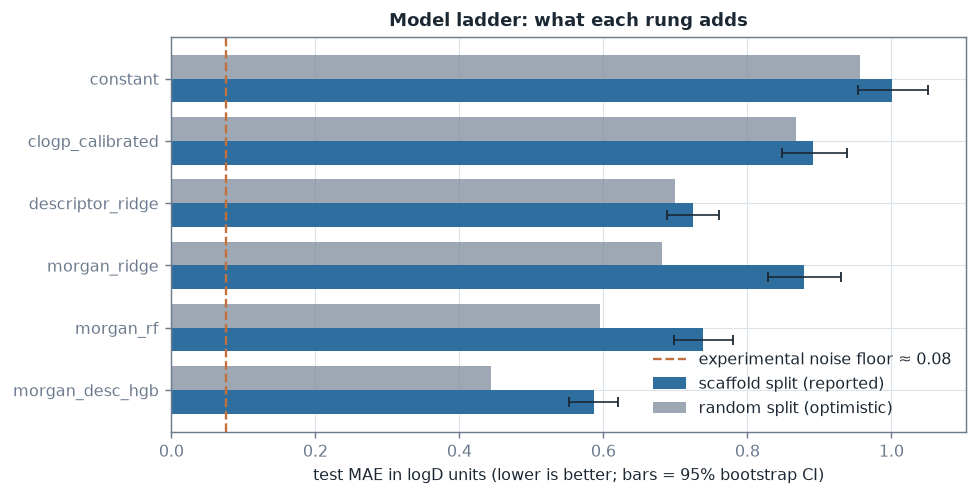 Model ladder: what each rung adds
constant
clogp_calibrated
descriptor_ridge
morgan_ridge
morgan_rf
morgan_desc_hgb
experimental noise floor ≈ 0.08
scaffold split (reported)
random split (optimistic)
0.0 0.2 0.4 0.6 0.8 1.0
test MAE in logD units (lower is better; bars = 95% bootstrap CI)